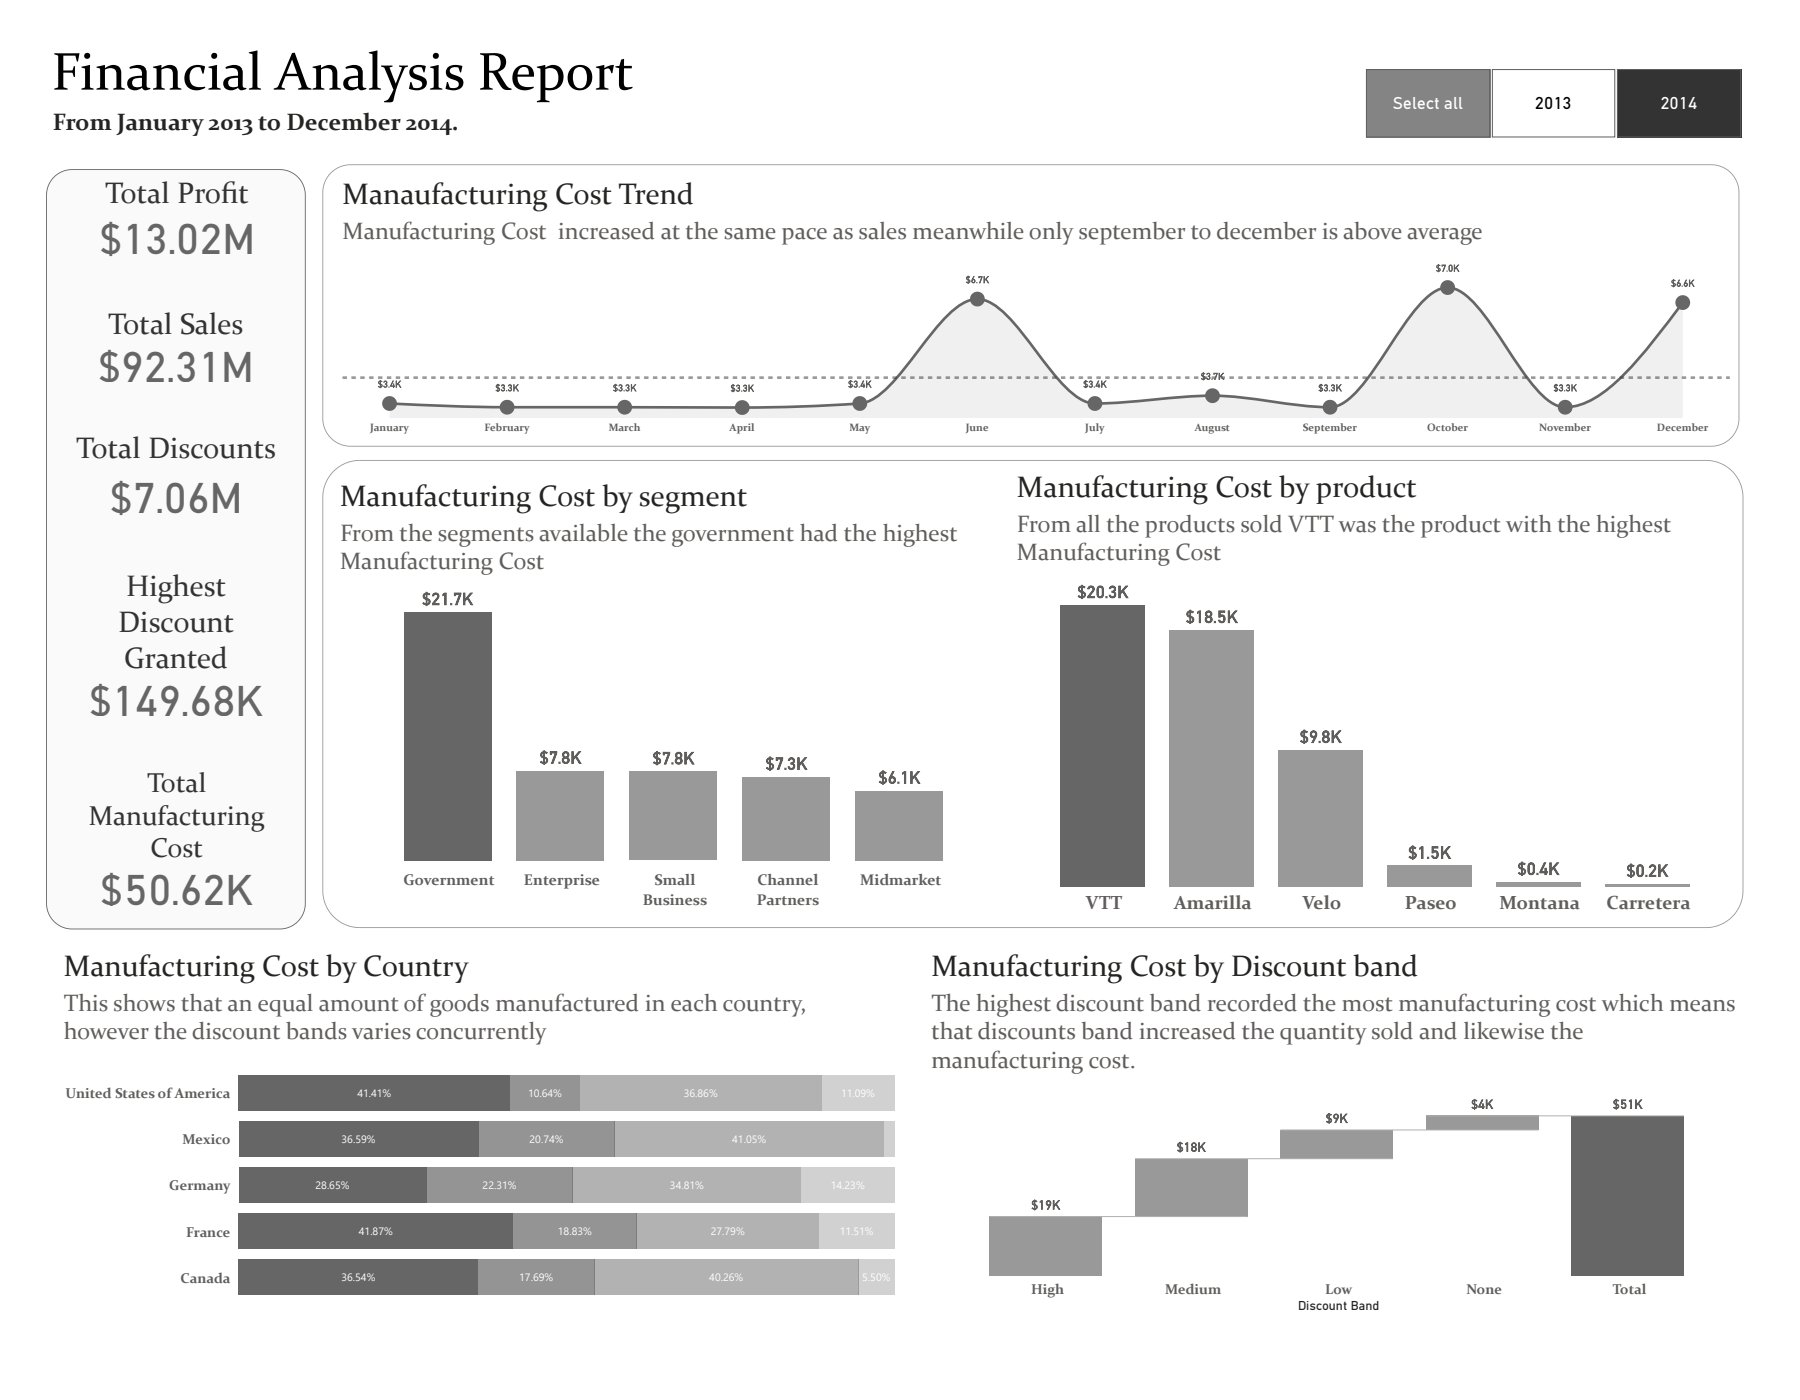 Financial Analysis Report
From January 2013 to December 2014.
Select all
2013
2014
Total Profit
$13.02M
Total Sales
$92.31M
Total Discounts
$7.06M
Highest
Discount
Granted
$149.68K
Total
Manufacturing
Cost
$50.62K
Manaufacturing Cost Trend
Manufacturing Cost  increased at the same pace as sales meanwhile only september to december is above average
$3.4K
$3.3K
$3.3K
$3.3K
$3.4K
$6.7K
$3.4K
$3.7K
$3.3K
$7.0K
$3.3K
$6.6K
January
February
March
April
May
June
July
August
September
October
November
December
Manufacturing Cost by segment
From the segments available the government had the highest
Manufacturing Cost
$21.7K
$7.8K
$7.8K
$7.3K
$6.1K
Government
Enterprise
Small
Business
Channel
Partners
Midmarket
Manufacturing Cost by product
From all the products sold VTT was the product with the highest
Manufacturing Cost
$20.3K
$18.5K
$9.8K
$1.5K
$0.4K
$0.2K
VTT
Amarilla
Velo
Paseo
Montana
Carretera
Manufacturing Cost by Country
This shows that an equal amount of goods manufactured in each country,
however the discount bands varies concurrently
United States of America
41.41%
10.64%
36.86%
11.09%
Mexico
36.59%
20.74%
41.05%
Germany
28.65%
22.31%
34.81%
14.23%
France
41.87%
18.83%
27.79%
11.51%
Canada
36.54%
17.69%
40.26%
5.50%
Manufacturing Cost by Discount band
The highest discount band recorded the most manufacturing cost which means
that discounts band increased the quantity sold and likewise the
manufacturing cost.
$19K
$18K
$9K
$4K
$51K
High
Medium
Low
None
Total
Discount Band